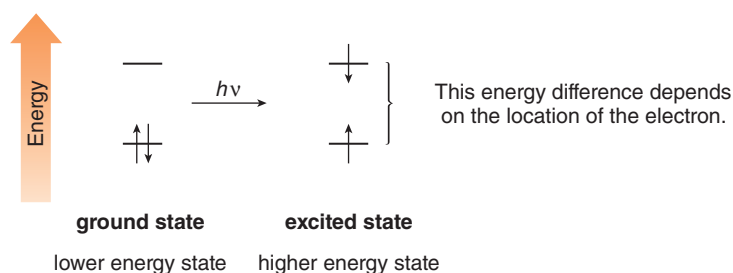 Energy
hν
This energy difference depends
on the location of the electron.
ground state
excited state
lower energy state
higher energy state